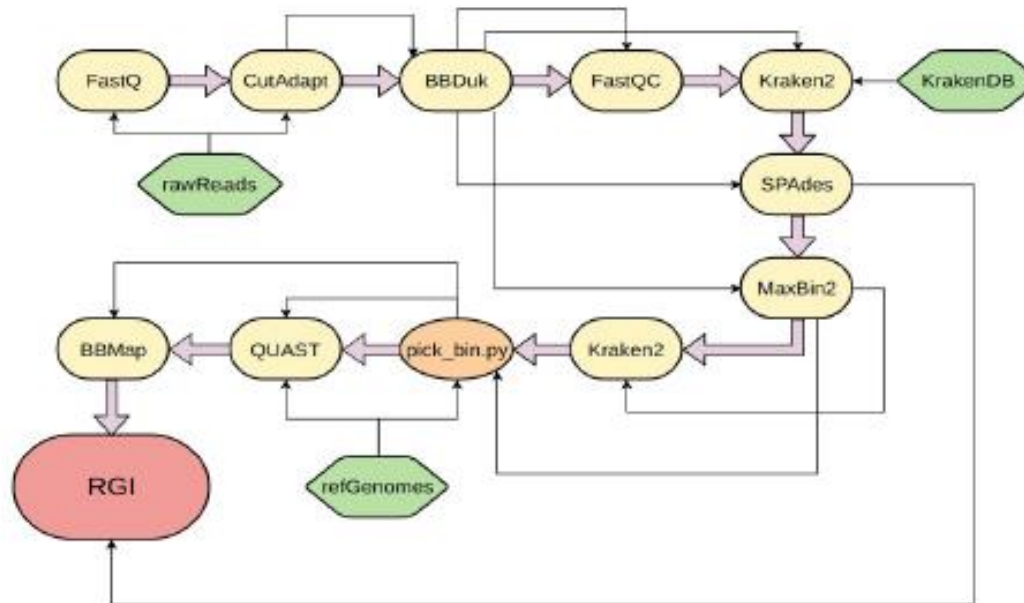 FastQ
CutAdapt
BBDuk
FastQC
Kraken2
KrakenDB
rawReads
SPAdes
MaxBin2
BBMap
QUAST
pick_bin.py
Kraken2
RGI
refGenomes